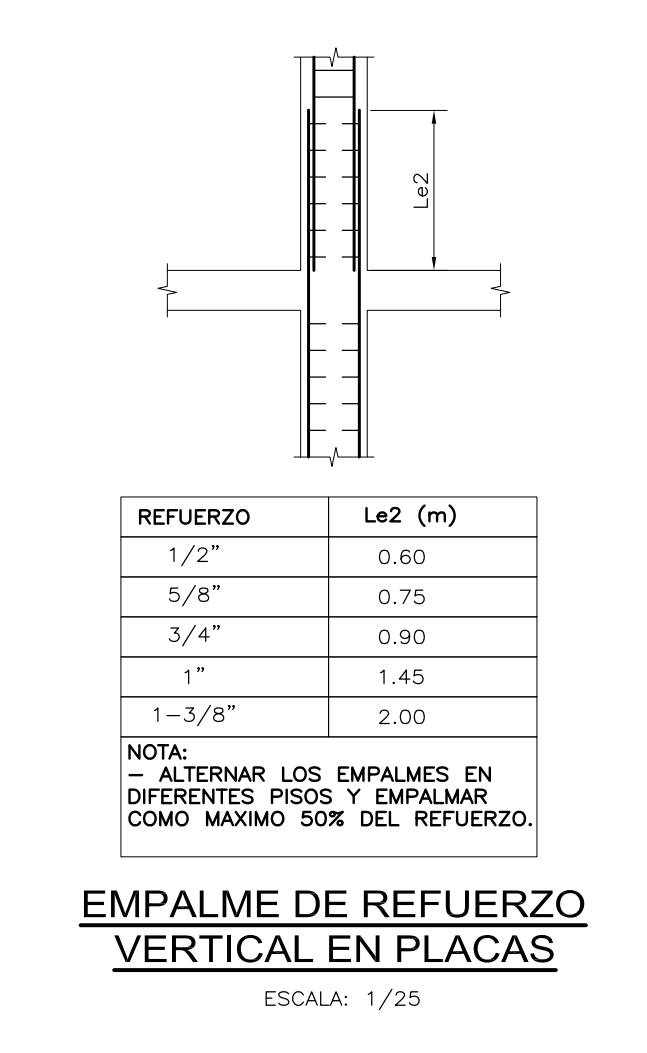 Le2
REFUERZO Le2 (m)
1/2” 0.60
5/8” 0.75
3/4” 0.90
1” 1.45
1-3/8” 2.00
NOTA:
- ALTERNAR LOS EMPALMES EN
DIFERENTES PISOS Y EMPALMAR
COMO MAXIMO 50% DEL REFUERZO.
EMPALME DE REFUERZO
VERTICAL EN PLACAS
ESCALA: 1/25